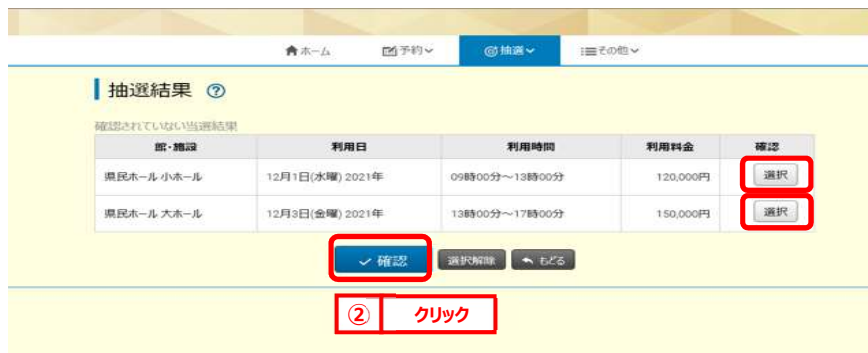 ホーム 予約 抽選 その他
抽選結果 ?
確認されていない当選結果
館・施設 利用日 利用時間 利用料金 確認
県民ホール 小ホール 12月1日(水曜) 2021年 09時00分～13時00分 120,000円 選択
県民ホール 大ホール 12月3日(金曜) 2021年 13時00分～17時00分 150,000円 選択
確認 選択解除 もどる
② クリック